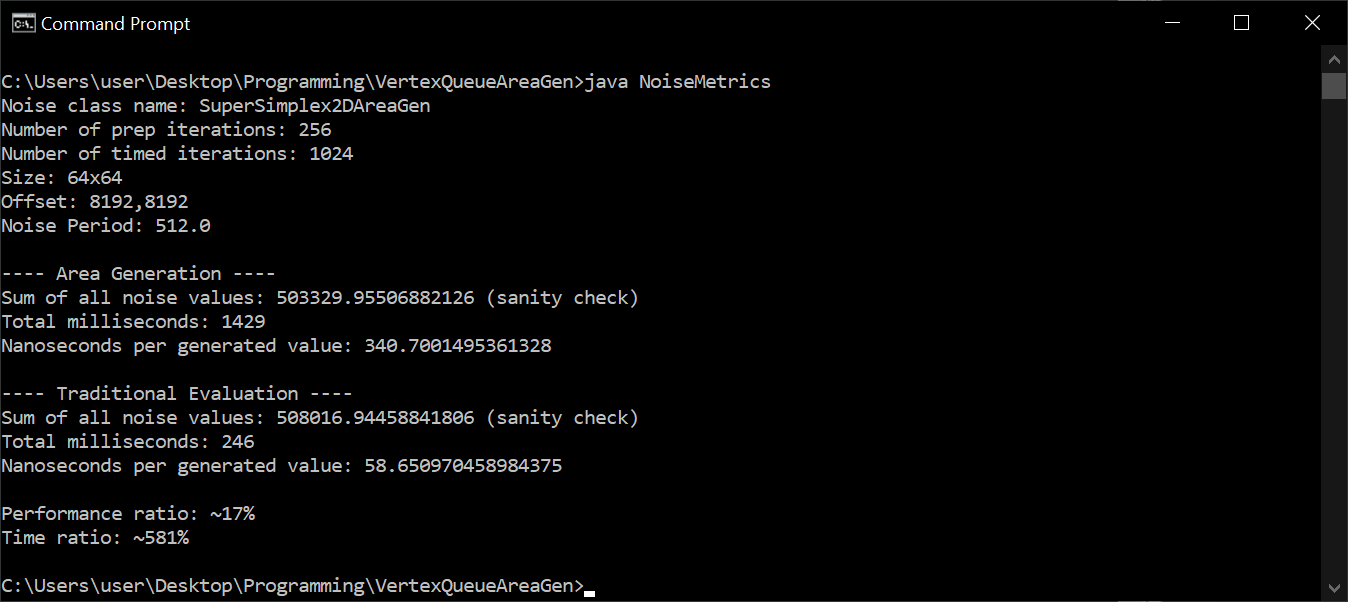 Command Prompt
C:\Users\user\Desktop\Programming\VertexQueueAreaGen>java NoiseMetrics
Noise class name: SuperSimplex2DAreaGen
Number of prep iterations: 256
Number of timed iterations: 1024
Size: 64x64
Offset: 8192,8192
Noise Period: 512.0
---- Area Generation ----
Sum of all noise values: 503329.95506882126 (sanity check)
Total milliseconds: 1429
Nanoseconds per generated value: 340.7001495361328
---- Traditional Evaluation ----
Sum of all noise values: 508016.94458841806 (sanity check)
Total milliseconds: 246
Nanoseconds per generated value: 58.650970458984375
Performance ratio: ~17%
Time ratio: ~581%
C:\Users\user\Desktop\Programming\VertexQueueAreaGen>